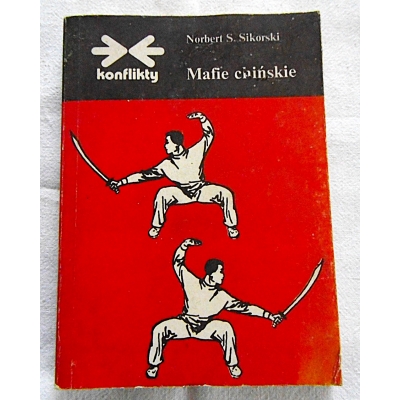 Norbert S. Sikorski
konflikty
Mafie chińskie